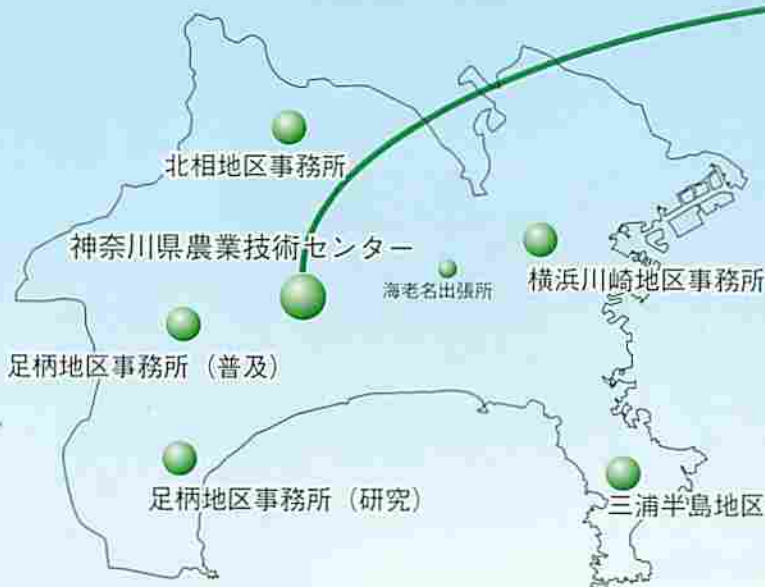 北相地区事務所
神奈川県農業技術センター
海老名出張所
横浜川崎地区事務所
足柄地区事務所（普及）
足柄地区事務所（研究）
三浦半島地区